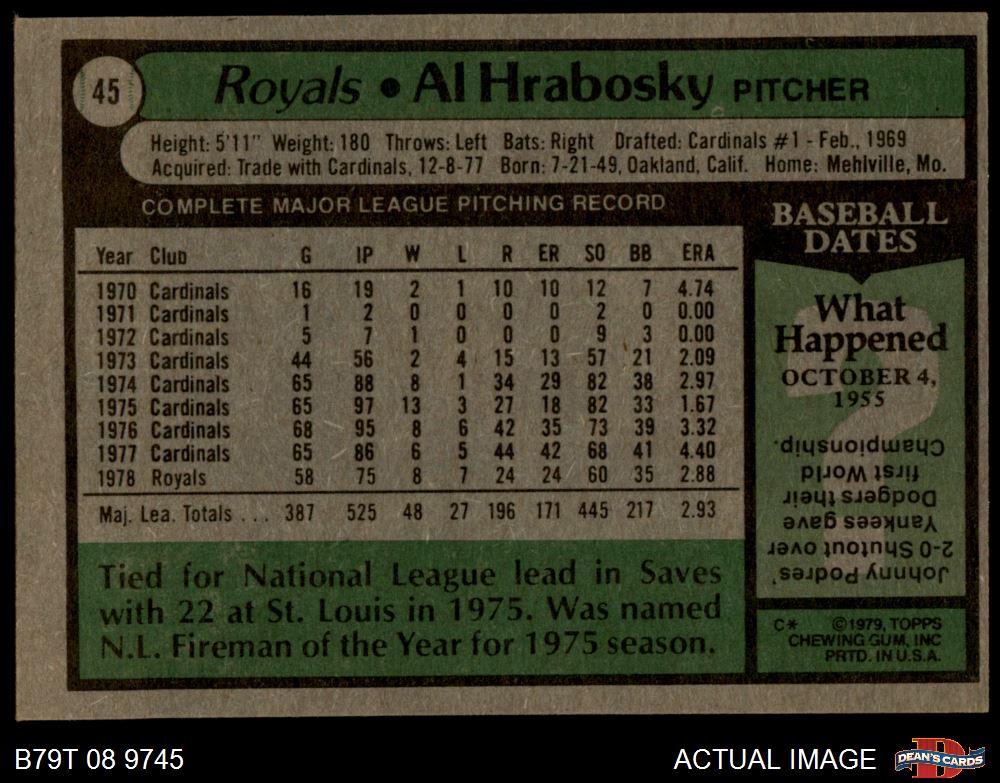 45
Royals • Al Hrabosky PITCHER
Height: 5'11" Weight: 180 Throws: Left Bats: Right Drafted: Cardinals #1 - Feb., 1969
Acquired: Trade with Cardinals, 12-8-77 Born: 7-21-49, Oakland, Calif. Home: Mehlville, Mo.
COMPLETE MAJOR LEAGUE PITCHING RECORD
Year Club G IP W L R ER SO BB ERA
1970 Cardinals 16 19 2 1 10 10 12 7 4.74
1971 Cardinals 1 2 0 0 0 0 2 0 0.00
1972 Cardinals 5 7 1 0 0 0 9 3 0.00
1973 Cardinals 44 56 2 4 15 13 57 21 2.09
1974 Cardinals 65 88 8 1 34 29 82 38 2.97
1975 Cardinals 65 97 13 3 27 18 82 33 1.67
1976 Cardinals 68 95 8 6 42 35 73 39 3.32
1977 Cardinals 65 86 6 5 44 42 68 41 4.40
1978 Royals 58 75 8 7 24 24 60 35 2.88
Maj. Lea. Totals ... 387 525 48 27 196 171 445 217 2.93
Tied for National League lead in Saves
with 22 at St. Louis in 1975. Was named
N.L. Fireman of the Year for 1975 season.
BASEBALL
DATES
What
Happened
OCTOBER 4,
1955
?
Johnny Podres'
2-0 Shutout over
Yankees gave
Dodgers their
first World
Championship.
C* ©1979, TOPPS
CHEWING GUM, INC
PRTD. IN U.S.A.
B79T 08 9745
ACTUAL IMAGE
D
DEAN'S CARDS